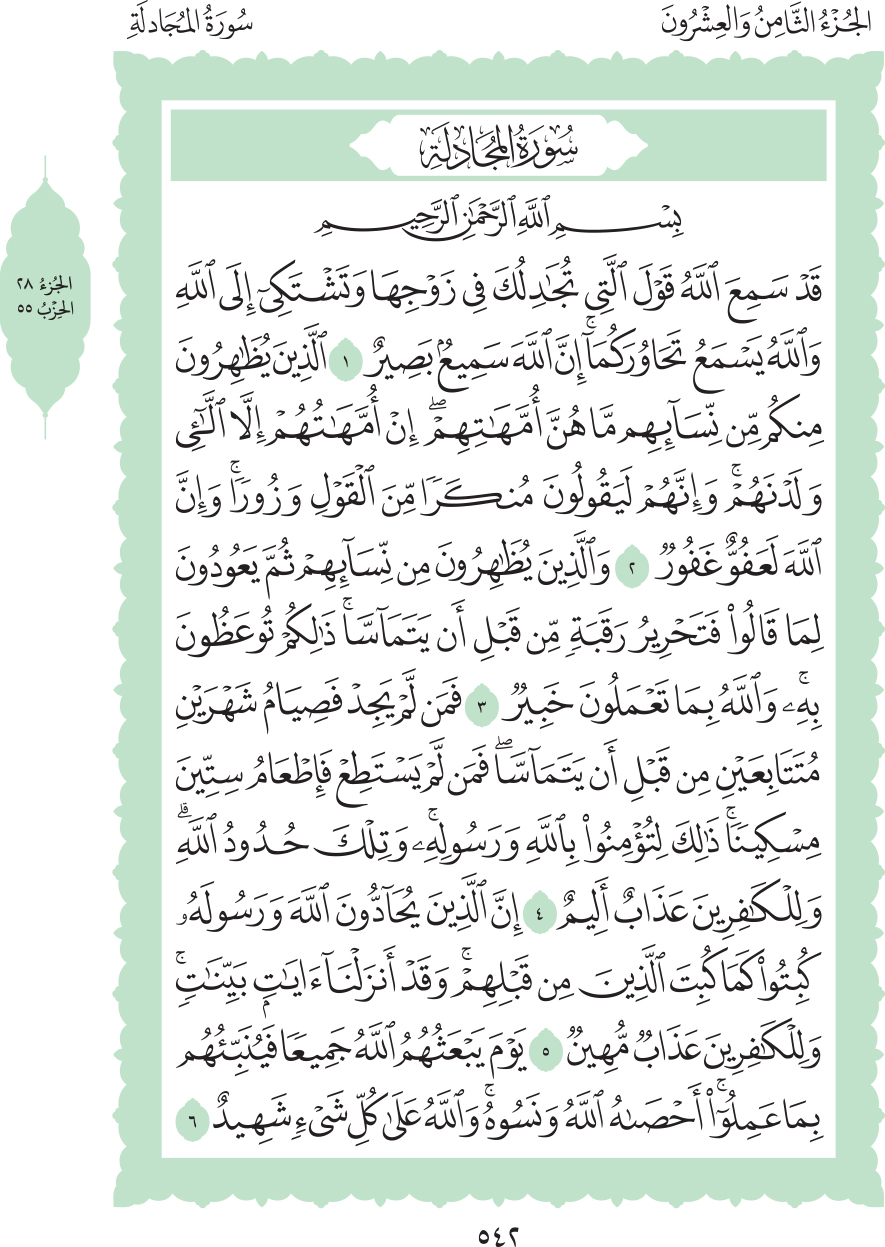 الجُزْءُ الثَّامِنُ وَالعِشْرُونَ
سُورَةُ المُجَادلَةِ
سُورَةُ المُجَادلَةِ
بِسْمِ ٱللَّهِ ٱلرَّحْمَٰنِ ٱلرَّحِيمِ
قَدْ سَمِعَ ٱللَّهُ قَوْلَ ٱلَّتِى تُجَٰدِلُكَ فِى زَوْجِهَا وَتَشْتَكِىٓ إِلَى ٱللَّهِ
وَٱللَّهُ يَسْمَعُ تَحَاوُرَكُمَآ ۚ إِنَّ ٱللَّهَ سَمِيعٌۢ بَصِيرٌ ١ ٱلَّذِينَ يُظَٰهِرُونَ
مِنكُم مِّن نِّسَآئِهِم مَّا هُنَّ أُمَّهَٰتِهِمْ ۖ إِنْ أُمَّهَٰتُهُمْ إِلَّا ٱلَّٰٓـِٔى
وَلَدْنَهُمْ ۚ وَإِنَّهُمْ لَيَقُولُونَ مُنكَرًا مِّنَ ٱلْقَوْلِ وَزُورًا ۚ وَإِنَّ
ٱللَّهَ لَعَفُوٌّ غَفُورٌ ٢ وَٱلَّذِينَ يُظَٰهِرُونَ مِن نِّسَآئِهِمْ ثُمَّ يَعُودُونَ
لِمَا قَالُوا۟ فَتَحْرِيرُ رَقَبَةٍ مِّن قَبْلِ أَن يَتَمَآسَّا ۚ ذَٰلِكُمْ تُوعَظُونَ
بِهِۦ ۚ وَٱللَّهُ بِمَا تَعْمَلُونَ خَبِيرٌ ٣ فَمَن لَّمْ يَجِدْ فَصِيَامُ شَهْرَيْنِ
مُتَتَابِعَيْنِ مِن قَبْلِ أَن يَتَمَآسَّا ۖ فَمَن لَّمْ يَسْتَطِعْ فَإِطْعَامُ سِتِّينَ
مِسْكِينًا ۚ ذَٰلِكَ لِتُؤْمِنُوا۟ بِٱللَّهِ وَرَسُولِهِۦ ۚ وَتِلْكَ حُدُودُ ٱللَّهِ ۗ
وَلِلْكَٰفِرِينَ عَذَابٌ أَلِيمٌ ٤ إِنَّ ٱلَّذِينَ يُحَآدُّونَ ٱللَّهَ وَرَسُولَهُۥ
كُبِتُوا۟ كَمَا كُبِتَ ٱلَّذِينَ مِن قَبْلِهِمْ ۚ وَقَدْ أَنزَلْنَآ ءَايَٰتٍۭ بَيِّنَٰتٍ ۚ
وَلِلْكَٰفِرِينَ عَذَابٌ مُّهِينٌ ٥ يَوْمَ يَبْعَثُهُمُ ٱللَّهُ جَمِيعًا فَيُنَبِّئُهُم
بِمَا عَمِلُوٓا۟ ۚ أَحْصَىٰهُ ٱللَّهُ وَنَسُوهُ ۚ وَٱللَّهُ عَلَىٰ كُلِّ شَىْءٍ شَهِيدٌ ٦
الجُزءُ ٢٨
الحِزْبُ ٥٥
٥٤٢